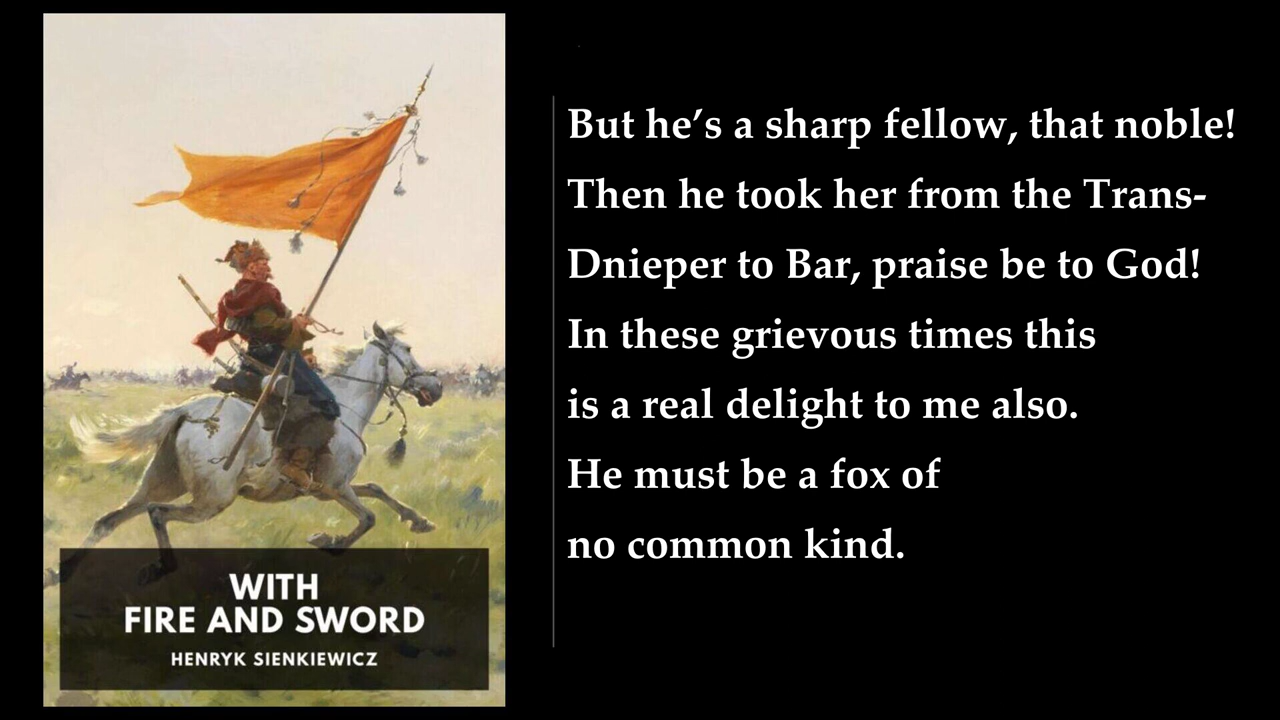 But he’s a sharp fellow, that noble!
Then he took her from the Trans-
Dnieper to Bar, praise be to God!
In these grievous times this
is a real delight to me also.
He must be a fox of
no common kind.
WITH
FIRE AND SWORD
HENRYK SIENKIEWICZ